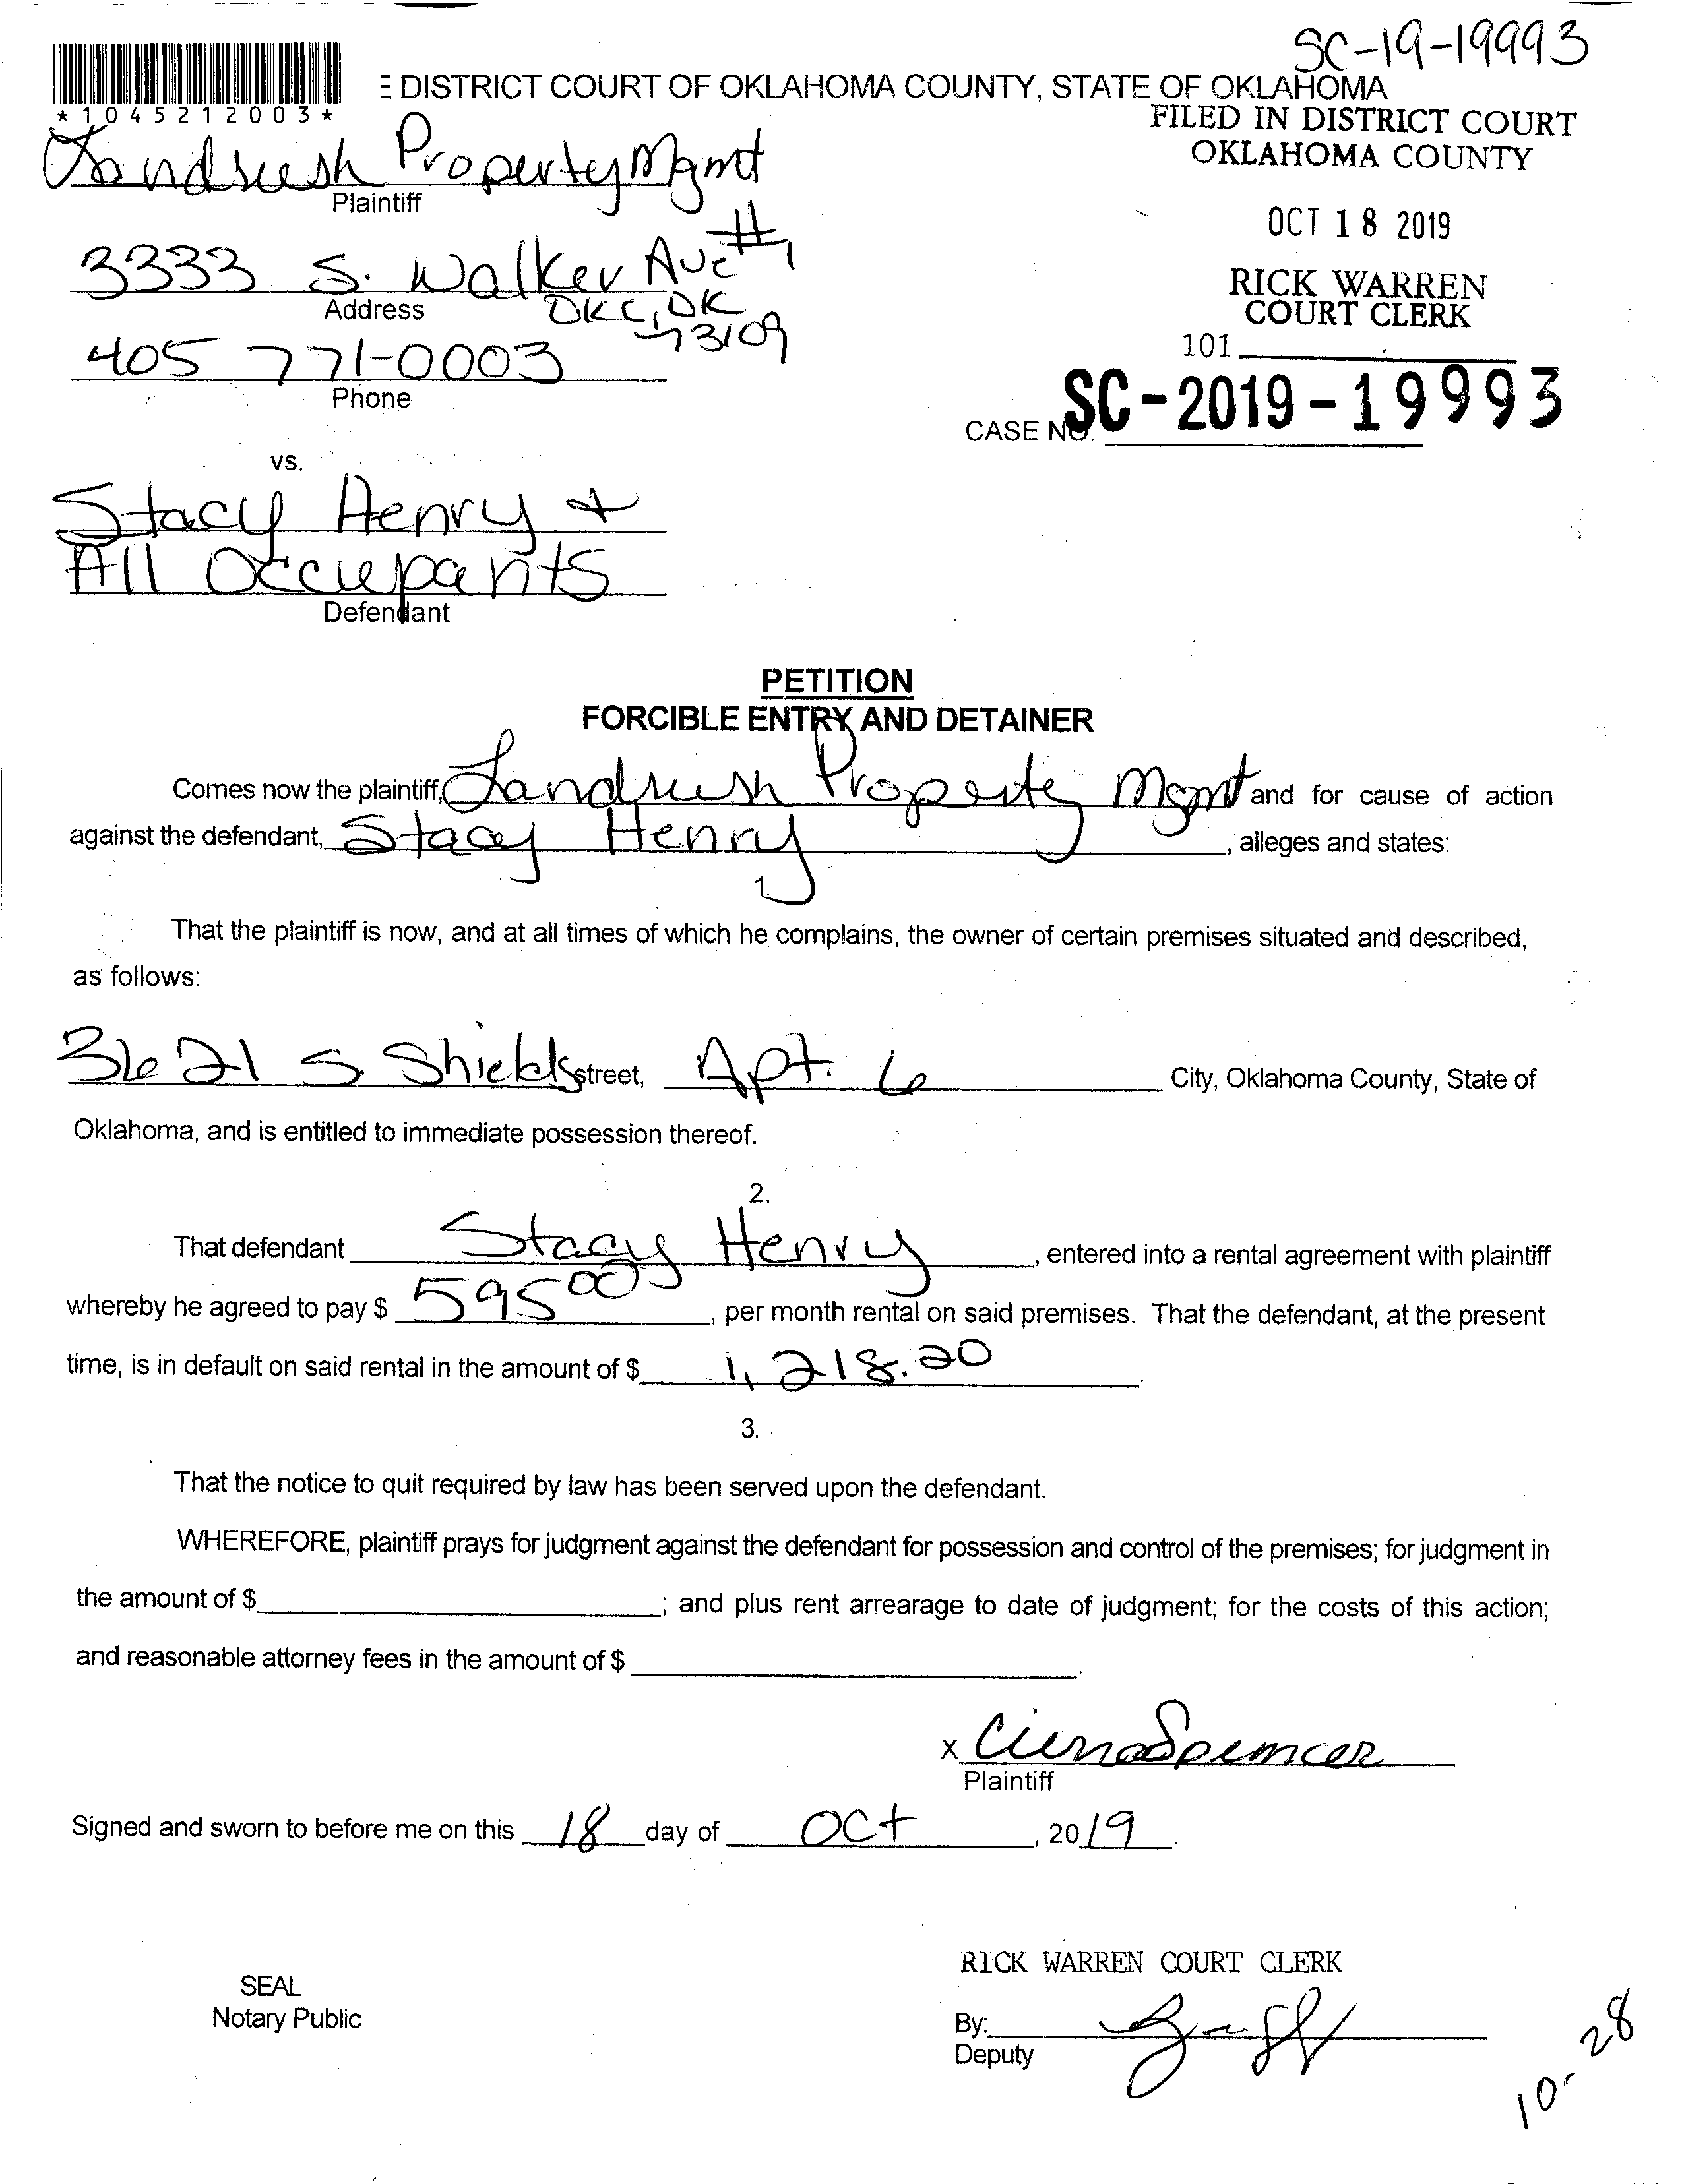 SC-19-19993
DISTRICT COURT OF OKLAHOMA COUNTY, STATE OF OKLAHOMA
*1045212003*
FILED IN DISTRICT COURT
OKLAHOMA COUNTY
Landrush Property Mgmt
Plaintiff
OCT 18 2019
3333 S. Walker Ave #1
Address
OKC, OK
73109
RICK WARREN
COURT CLERK
101
405 771-0003
Phone
CASE NO. SC-2019-19993
vs.
Stacy Henry &
All Occupants
Defendant
PETITION
FORCIBLE ENTRY AND DETAINER
Comes now the plaintiff, Landrush Property Mgmt and for cause of action
against the defendant, Stacy Henry, alleges and states:
1.
That the plaintiff is now, and at all times of which he complains, the owner of certain premises situated and described,
as follows:
3621 S Shields street, Apt. 6 City, Oklahoma County, State of
Oklahoma, and is entitled to immediate possession thereof.
2.
That defendant Stacy Henry, entered into a rental agreement with plaintiff
whereby he agreed to pay $ 595 00, per month rental on said premises. That the defendant, at the present
time, is in default on said rental in the amount of $ 1,218.20.
3.
That the notice to quit required by law has been served upon the defendant.
WHEREFORE, plaintiff prays for judgment against the defendant for possession and control of the premises; for judgment in
the amount of $ ; and plus rent arrearage to date of judgment; for the costs of this action;
and reasonable attorney fees in the amount of $ .
x Ciena Spencer
Plaintiff
Signed and sworn to before me on this 18 day of Oct, 2019.
RICK WARREN COURT CLERK
SEAL
Notary Public
By:
Deputy
10-28